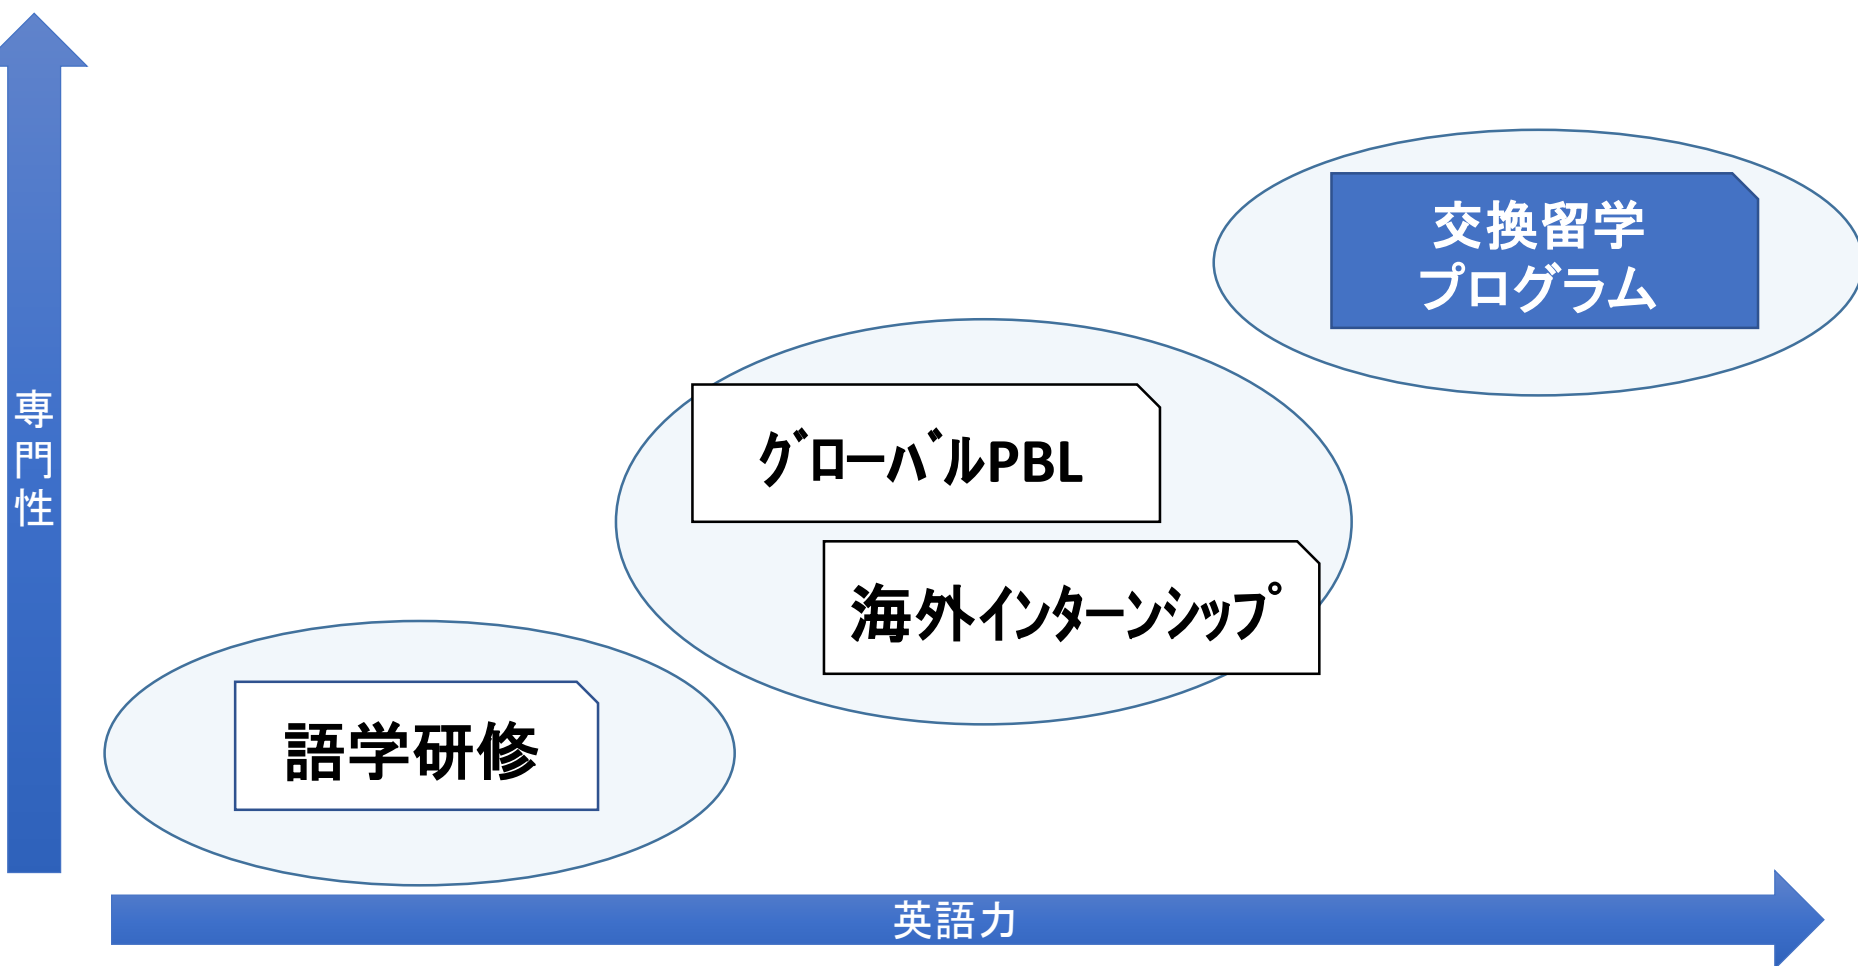 交換留学
プログラム
グローバルPBL
海外インターンシップ
語学研修
専門性
英語力